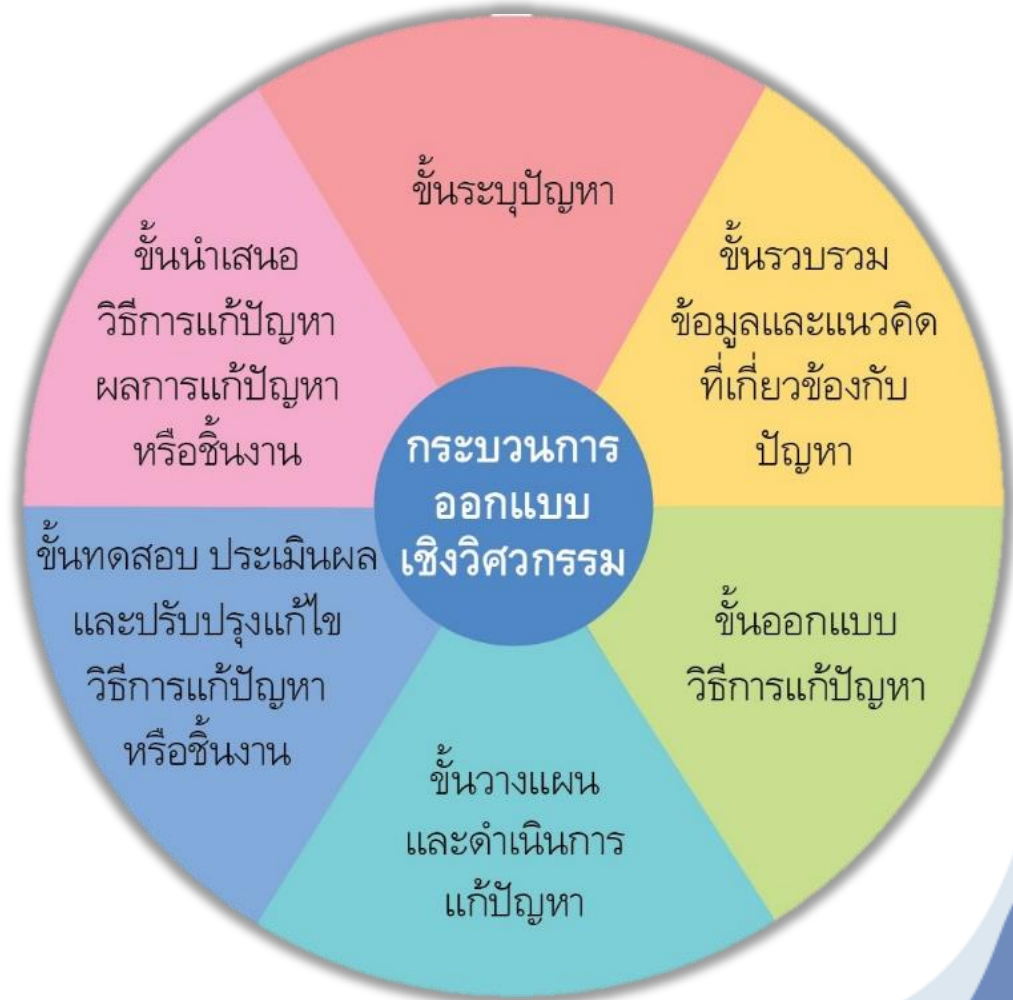 ขั้นระบุปัญหา
ขั้นรวบรวม
ข้อมูลและแนวคิด
ที่เกี่ยวข้องกับ
ปัญหา
ขั้นออกแบบ
วิธีการแก้ปัญหา
ขั้นวางแผน
และดำเนินการ
แก้ปัญหา
ขั้นทดสอบ ประเมินผล
และปรับปรุงแก้ไข
วิธีการแก้ปัญหา
หรือชิ้นงาน
ขั้นนำเสนอ
วิธีการแก้ปัญหา
ผลการแก้ปัญหา
หรือชิ้นงาน
กระบวนการ
ออกแบบ
เชิงวิศวกรรม